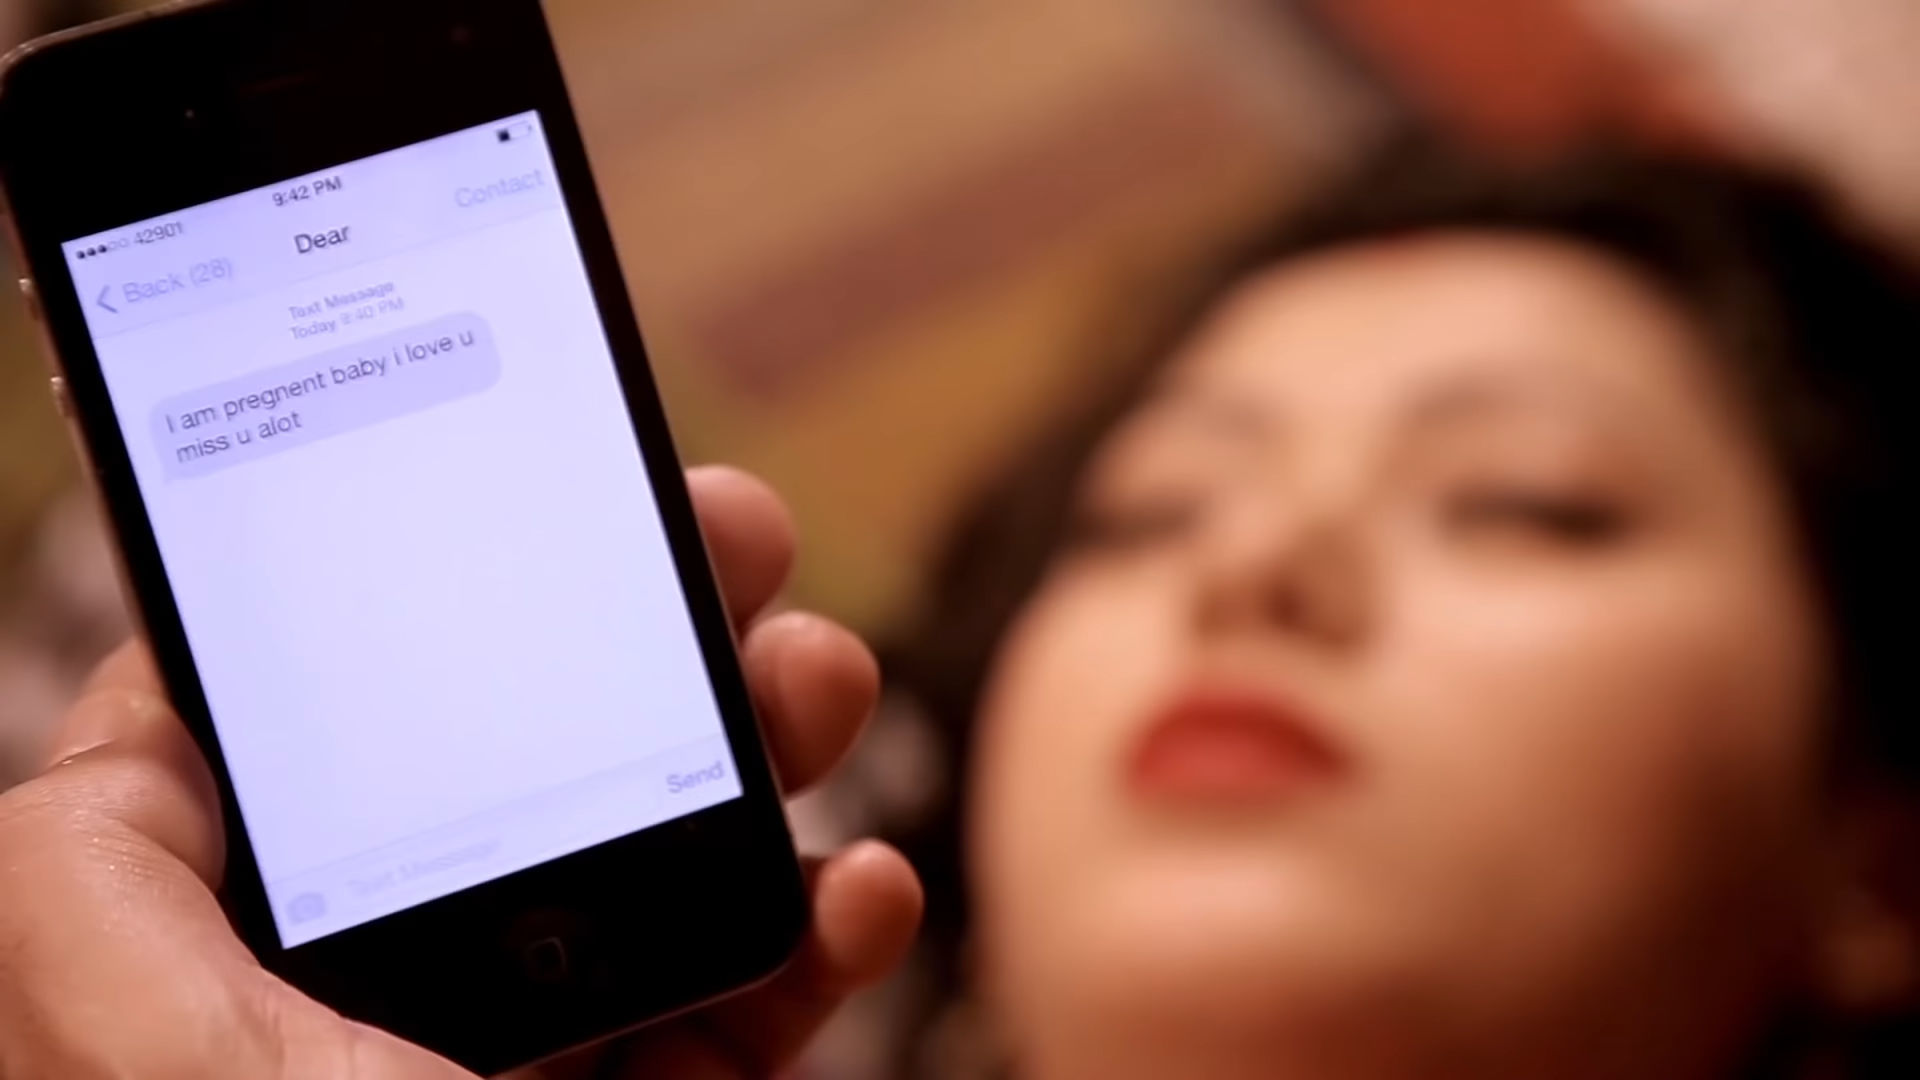 42901 9:42 PM
Back (28) Dear Contact
Text Message
Today 9:40 PM
I am pregnent baby i love u
miss u alot
Text Message Send